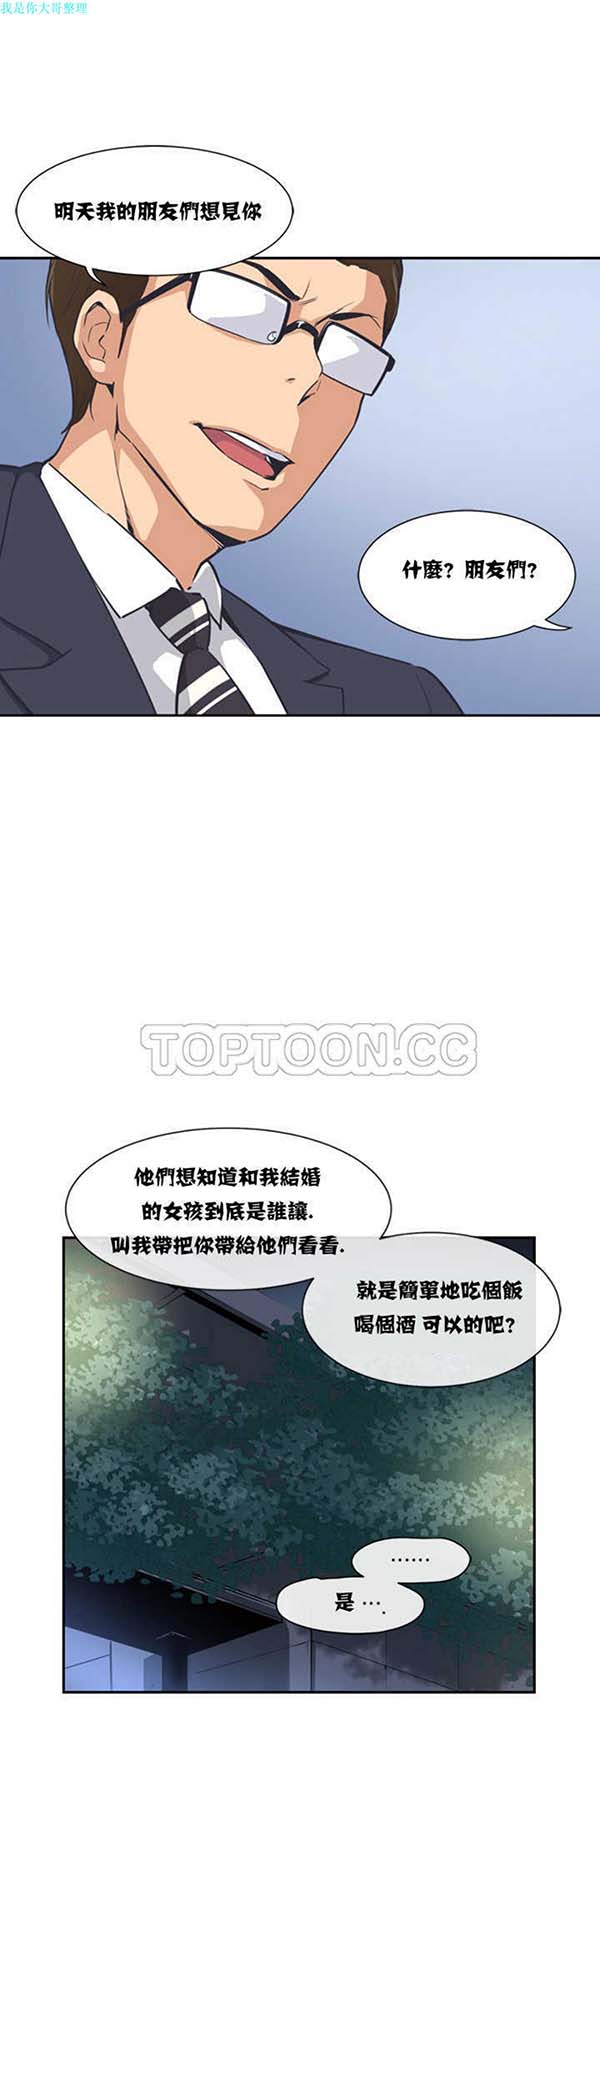 我是你大哥整理
明天我的朋友們想見你
什麼? 朋友們?
TOPTOON.CC
他們想知道和我結婚
的女孩到底是誰讓.
叫我帶把你帶給他們看看.
就是簡單地吃個飯
喝個酒 可以的吧?
......
是 ....